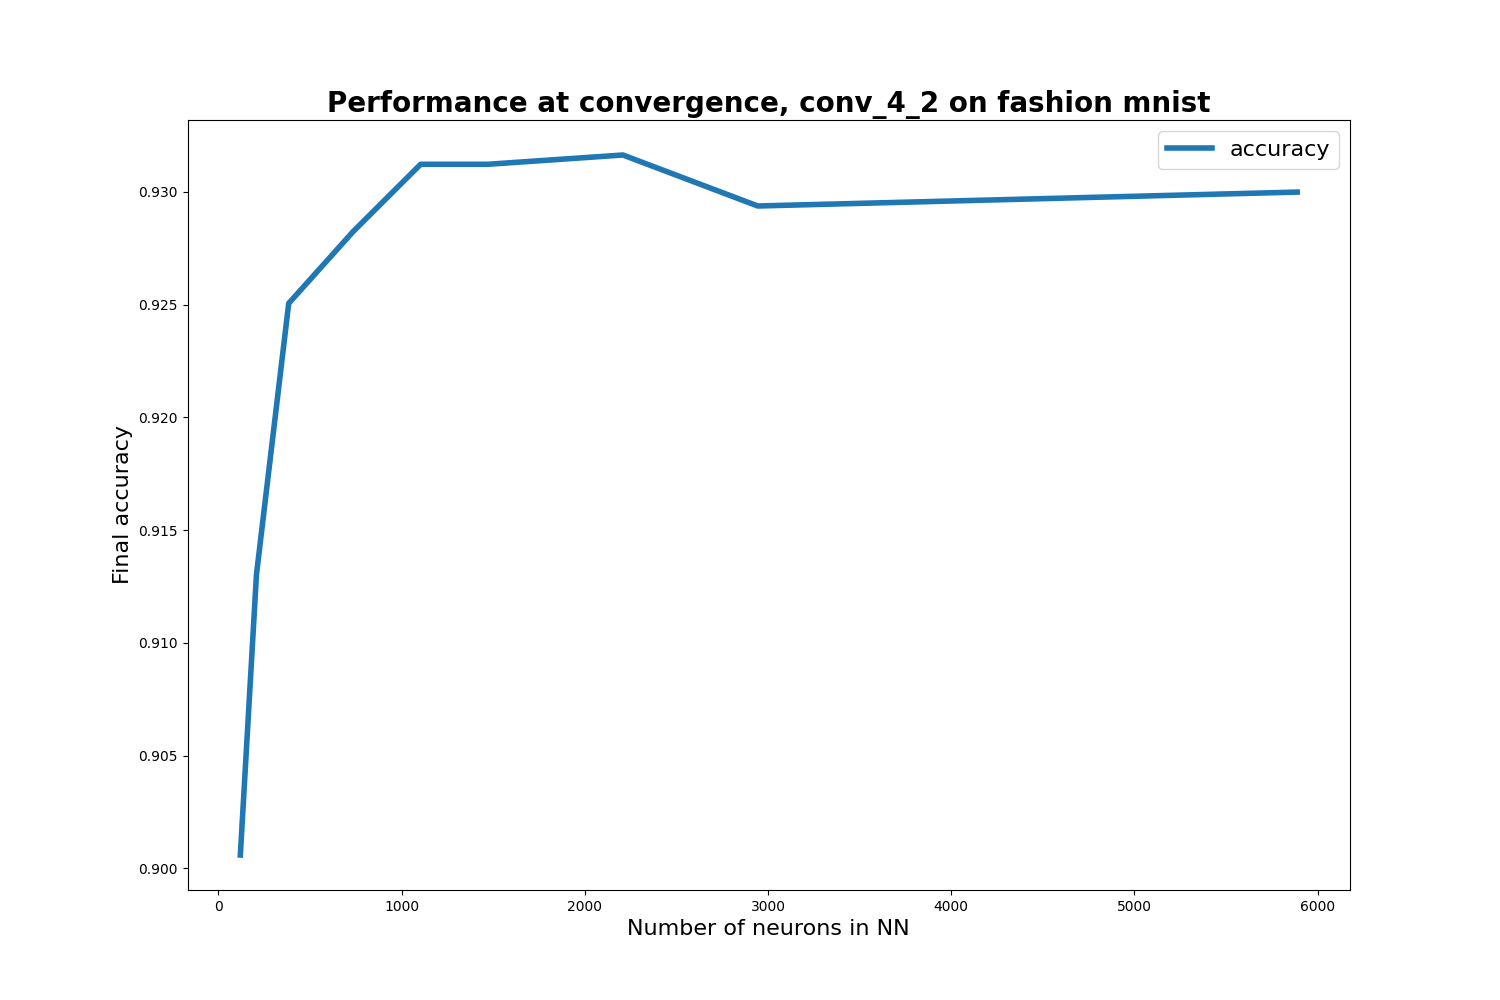 Performance at convergence, conv_4_2 on fashion mnist
accuracy
0.930
0.925
0.920
0.915
0.910
0.905
0.900
Final accuracy
0 1000 2000 3000 4000 5000 6000
Number of neurons in NN